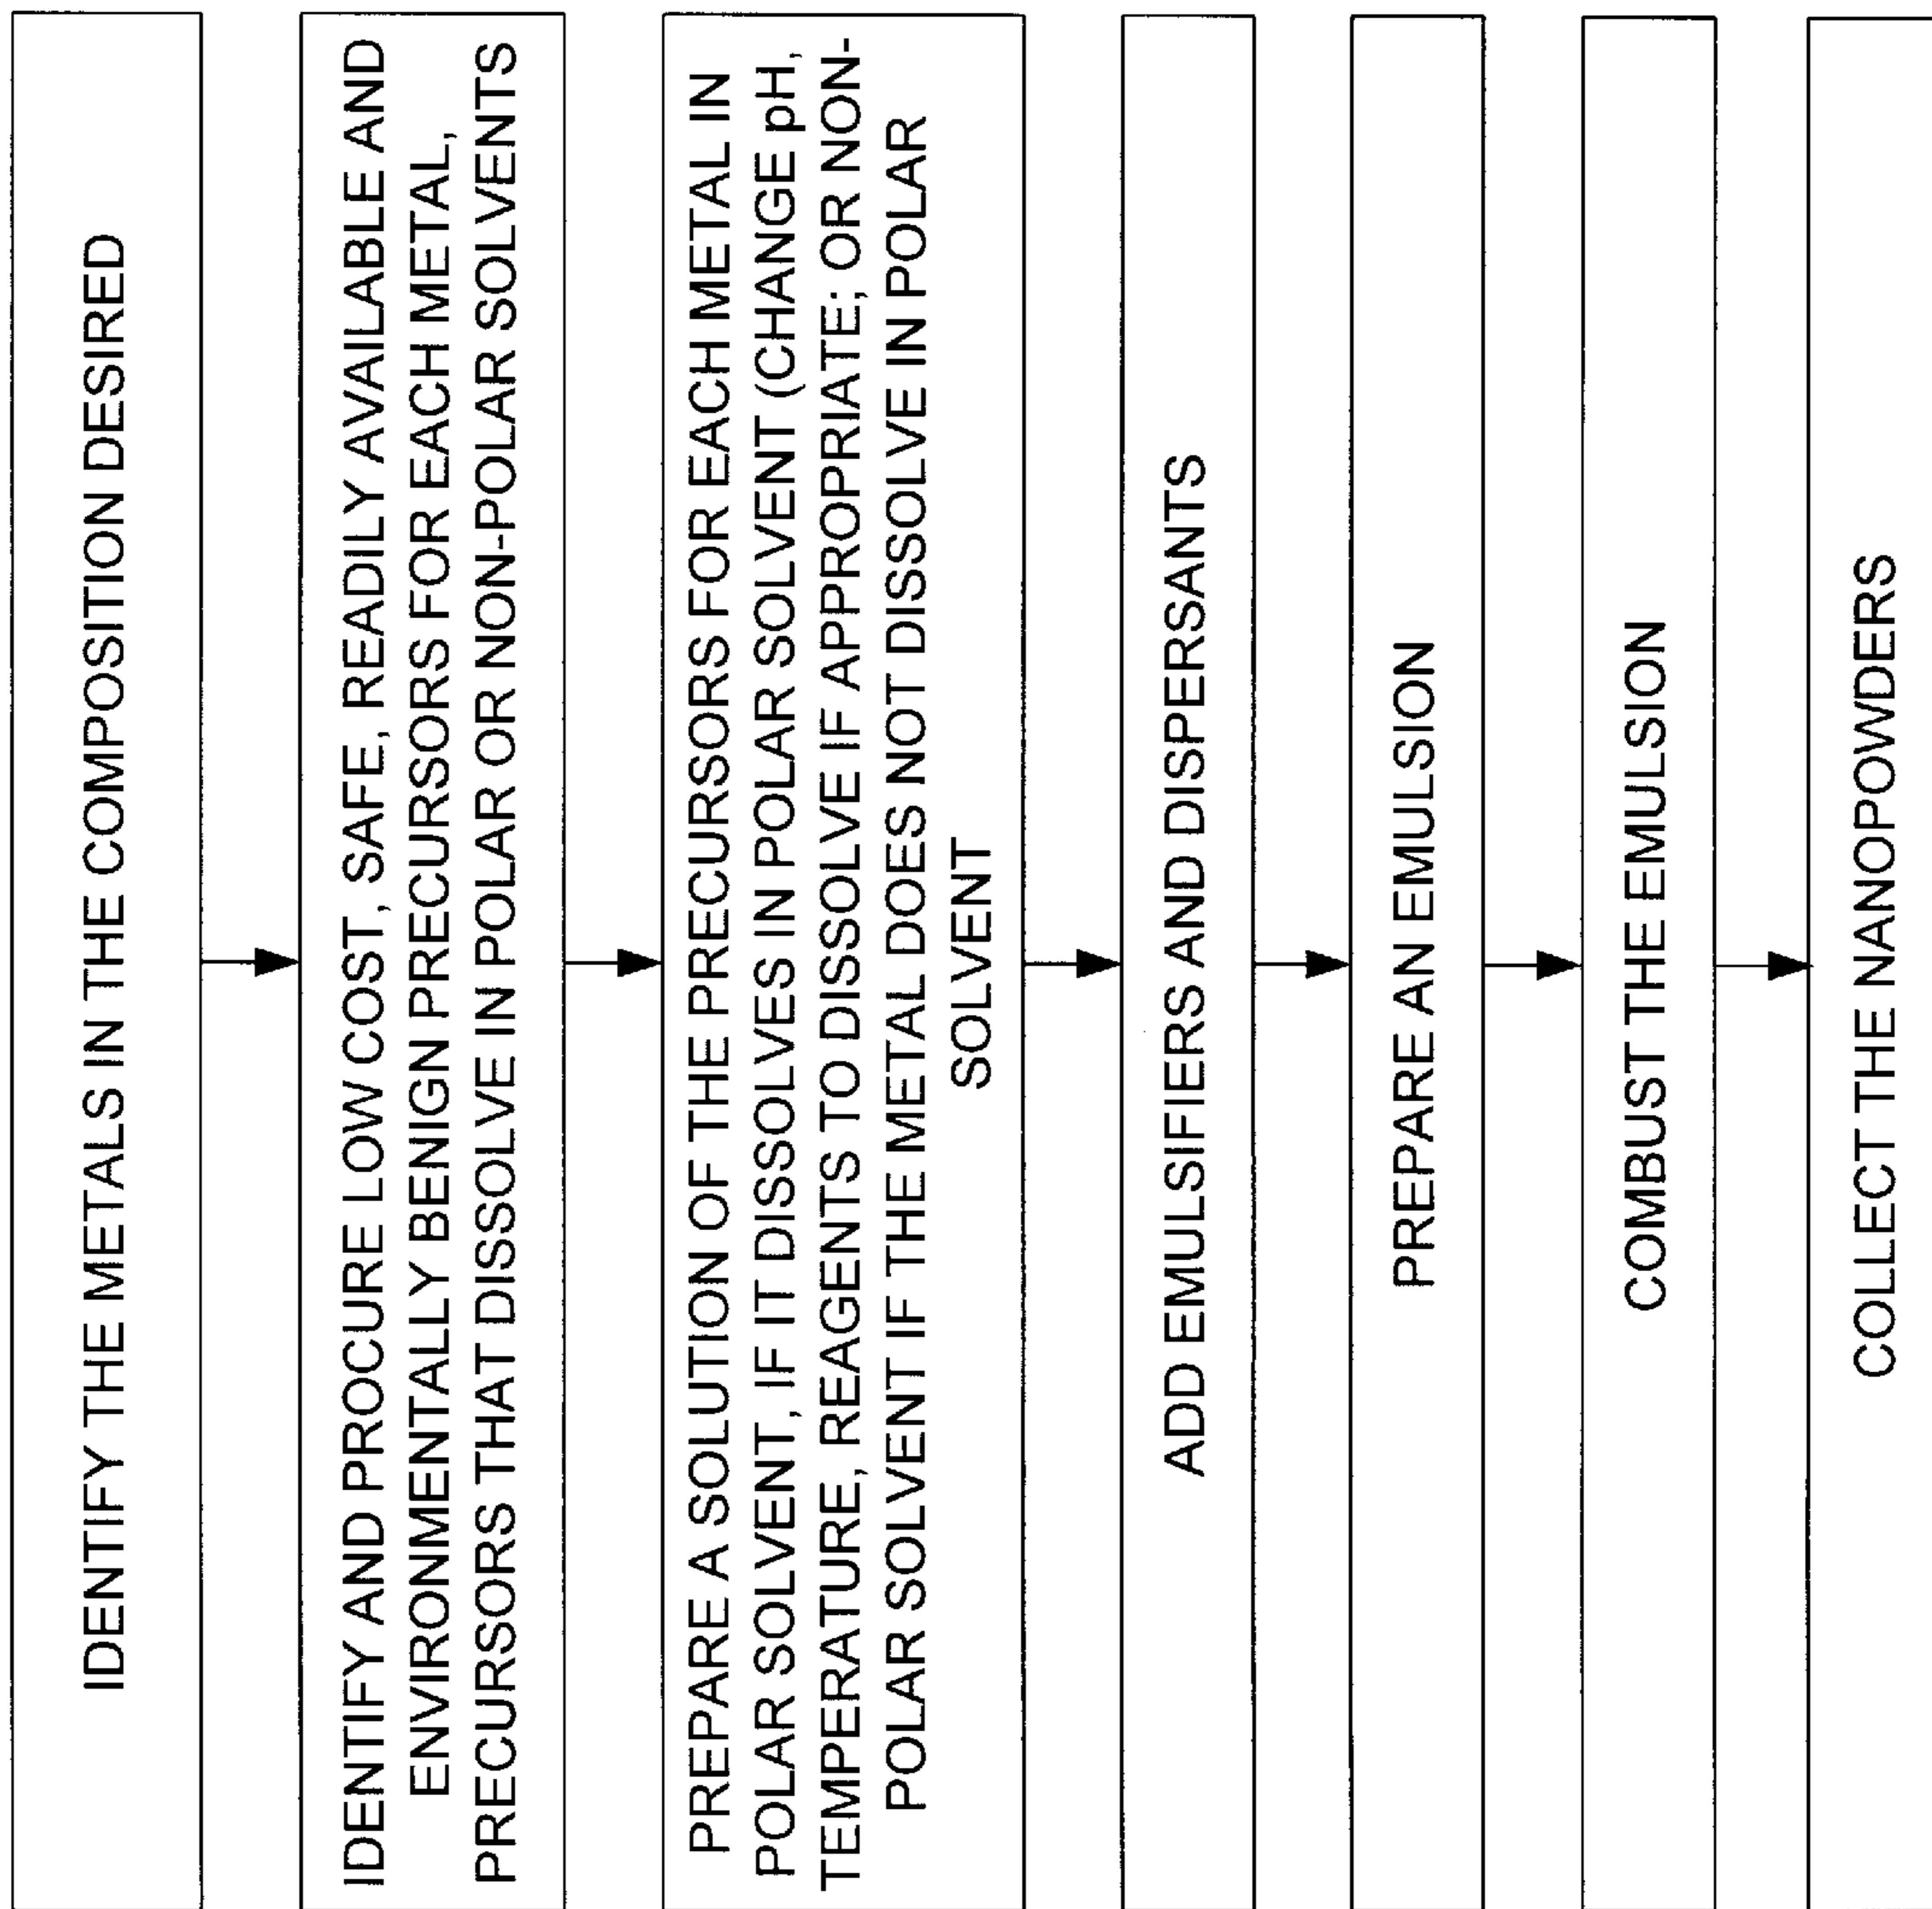 IDENTIFY THE METALS IN THE COMPOSITION DESIRED
IDENTIFY AND PROCURE LOW COST, SAFE, READILY AVAILABLE AND
ENVIRONMENTALLY BENIGN PRECURSORS FOR EACH METAL,
PRECURSORS THAT DISSOLVE IN POLAR OR NON-POLAR SOLVENTS
PREPARE A SOLUTION OF THE PRECURSORS FOR EACH METAL IN
POLAR SOLVENT, IF IT DISSOLVES IN POLAR SOLVENT (CHANGE pH,
TEMPERATURE, REAGENTS TO DISSOLVE IF APPROPRIATE; OR NON-
POLAR SOLVENT IF THE METAL DOES NOT DISSOLVE IN POLAR
SOLVENT
ADD EMULSIFIERS AND DISPERSANTS
PREPARE AN EMULSION
COMBUST THE EMULSION
COLLECT THE NANOPOWDERS